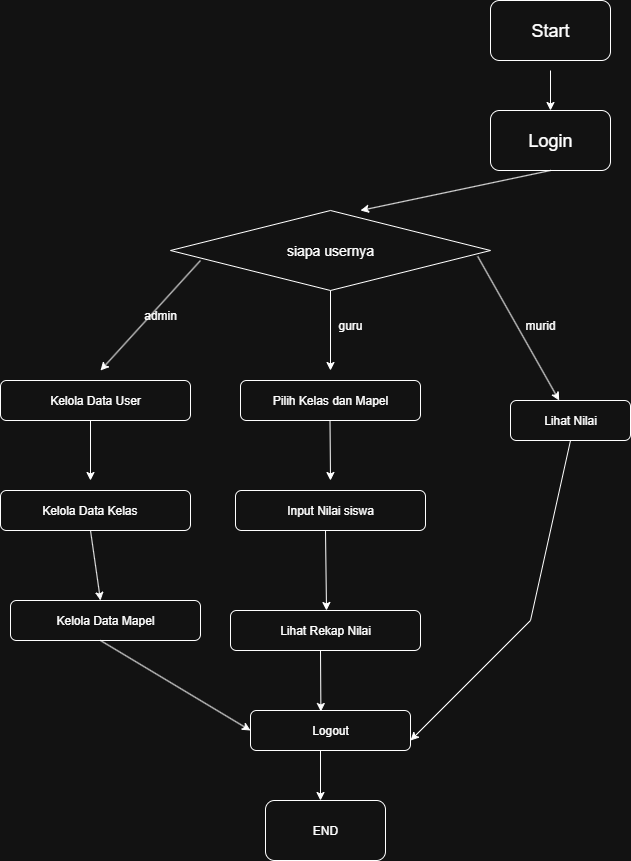 Start
Login
siapa usernya
admin
guru
murid
Kelola Data User
Pilih Kelas dan Mapel
Lihat Nilai
Kelola Data Kelas
Input Nilai siswa
Kelola Data Mapel
Lihat Rekap Nilai
Logout
END